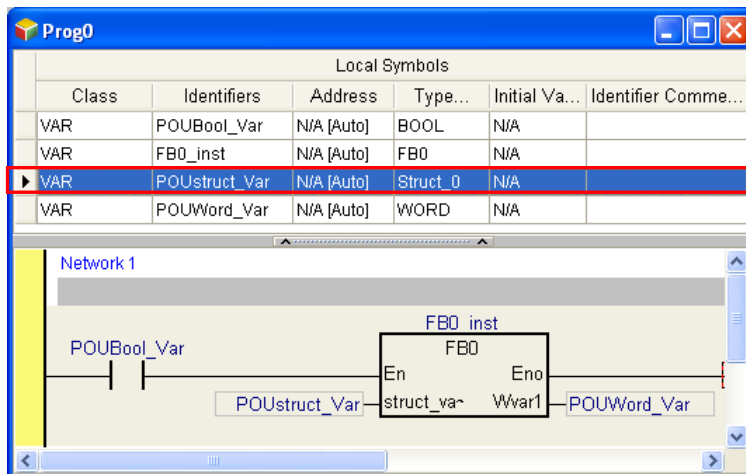 Prog0
Local Symbols
Class Identifiers Address Type... Initial Va... Identifier Comme...
VAR POUBool_Var N/A [Auto] BOOL N/A
VAR FB0_inst N/A [Auto] FB0 N/A
VAR POUstruct_Var N/A [Auto] Struct_0 N/A
VAR POUWord_Var N/A [Auto] WORD N/A
Network 1
FB0_inst
POUBool_Var FB0
En Eno
POUstruct_Var struct_va~ Wvar1 POUWord_Var